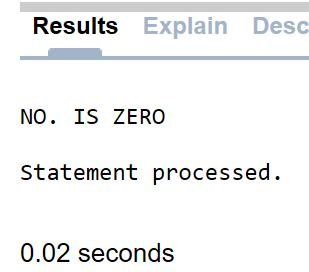 Results Explain Desc
NO. IS ZERO
Statement processed.
0.02 seconds